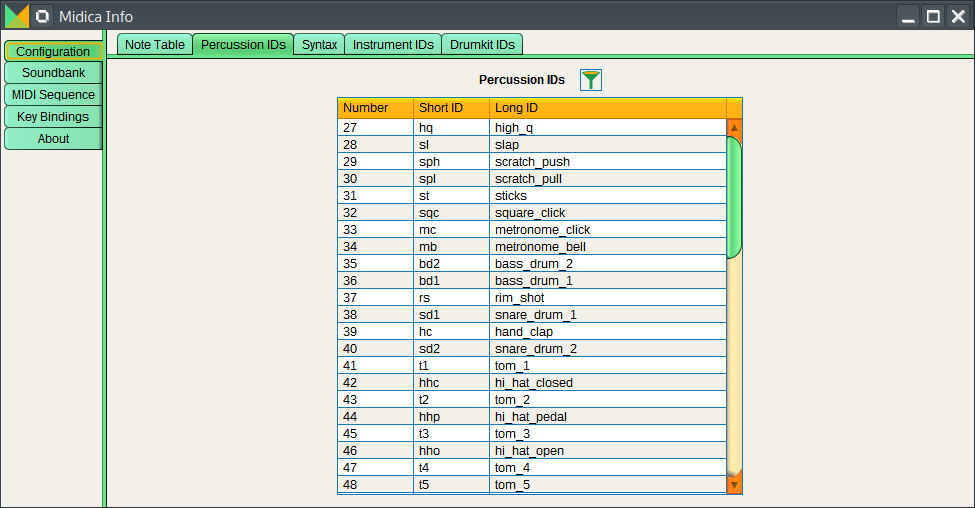 Midica Info
Note Table Percussion IDs Syntax Instrument IDs Drumkit IDs
Configuration
Soundbank
MIDI Sequence
Key Bindings
About
Percussion IDs
Number Short ID Long ID
27 hq high_q
28 sl slap
29 sph scratch_push
30 spl scratch_pull
31 st sticks
32 sqc square_click
33 mc metronome_click
34 mb metronome_bell
35 bd2 bass_drum_2
36 bd1 bass_drum_1
37 rs rim_shot
38 sd1 snare_drum_1
39 hc hand_clap
40 sd2 snare_drum_2
41 t1 tom_1
42 hhc hi_hat_closed
43 t2 tom_2
44 hhp hi_hat_pedal
45 t3 tom_3
46 hho hi_hat_open
47 t4 tom_4
48 t5 tom_5